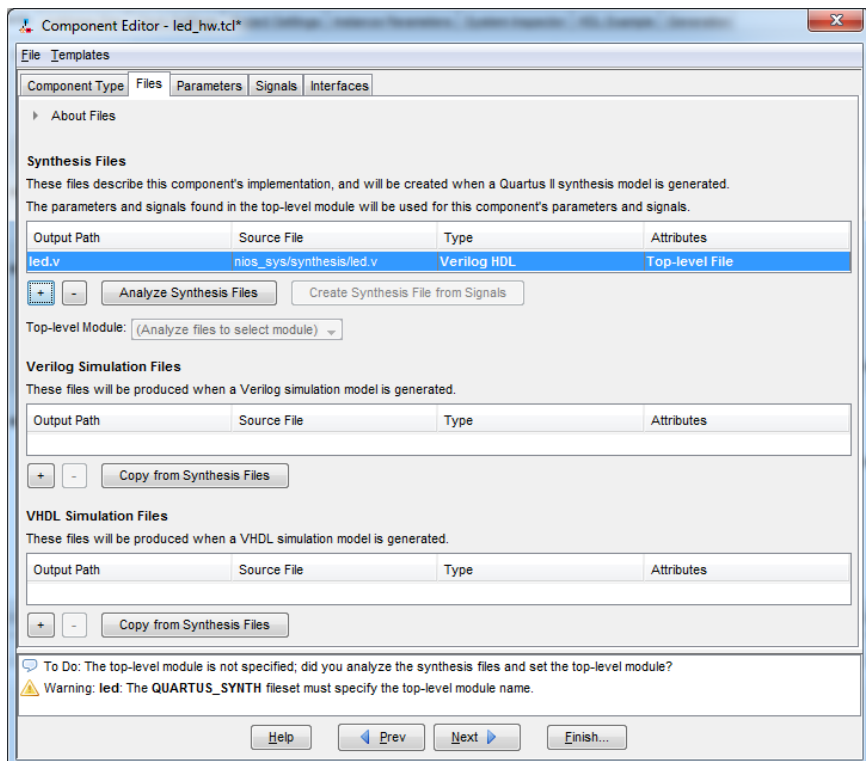 Component Editor - led_hw.tcl*
File Templates
Component Type Files Parameters Signals Interfaces
About Files
Synthesis Files
These files describe this component's implementation, and will be created when a Quartus II synthesis model is generated.
The parameters and signals found in the top-level module will be used for this component's parameters and signals.
Output Path Source File Type Attributes
led.v nios_sys/synthesis/led.v Verilog HDL Top-level File
+ - Analyze Synthesis Files Create Synthesis File from Signals
Top-level Module: (Analyze files to select module)
Verilog Simulation Files
These files will be produced when a Verilog simulation model is generated.
Output Path Source File Type Attributes
+ - Copy from Synthesis Files
VHDL Simulation Files
These files will be produced when a VHDL simulation model is generated.
Output Path Source File Type Attributes
+ - Copy from Synthesis Files
To Do: The top-level module is not specified; did you analyze the synthesis files and set the top-level module?
Warning: led: The QUARTUS_SYNTH fileset must specify the top-level module name.
Help Prev Next Finish...